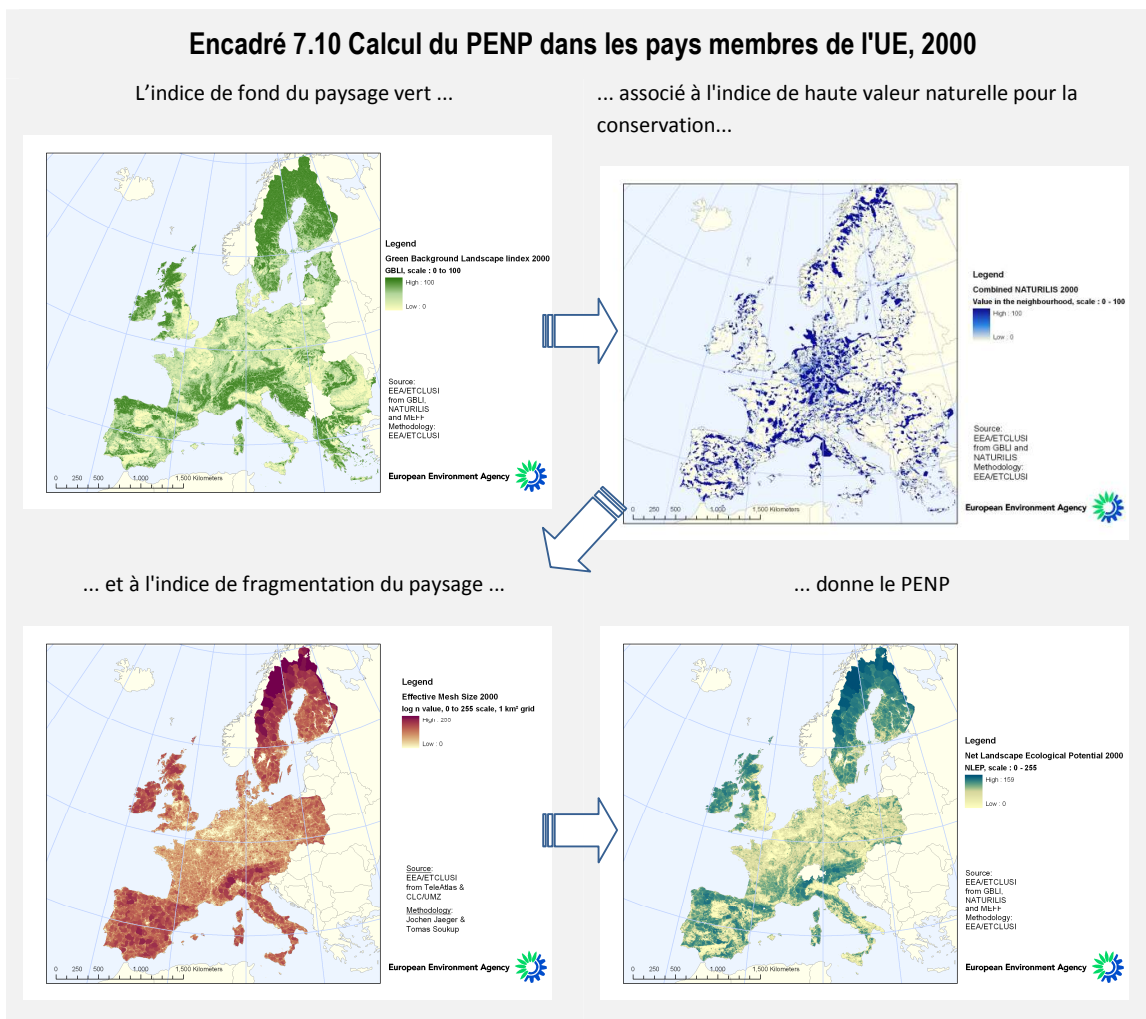 Encadré 7.10 Calcul du PENP dans les pays membres de l'UE, 2000
L'indice de fond du paysage vert ...
... associé à l'indice de haute valeur naturelle pour la
conservation...
Legend
Green Background Landscape Iindex 2000
GBLI, scale : 0 to 100
High : 100
Low : 0
Source:
EEA/ETCLUSI
from GBLI,
NATURILIS
and MEFF
Methodology:
EEA/ETCLUSI
0 250 500 1,000 1,500 Kilometers
European Environment Agency
Legend
Combined NATURILIS 2000
Value in the neighbourhood, scale : 0 - 100
High : 100
Low : 0
Source:
EEA/ETCLUSI
from GBLI and
NATURILIS
Methodology:
EEA/ETCLUSI
0 250 500 1,000 1,500 Kilometers
European Environment Agency
... et à l'indice de fragmentation du paysage ...
... donne le PENP
Legend
Effective Mesh Size 2000
log n value, 0 to 255 scale, 1 km² grid
High : 200
Low : 0
Source:
EEA/ETCLUSI
from TeleAtlas &
CLC/UMZ
Methodology:
Jochen Jaeger &
Tomas Soukup
0 250 500 1,000 1,500 Kilometers
European Environment Agency
Legend
Net Landscape Ecological Potential 2000
NLEP, scale : 0 - 255
High : 159
Low : 0
Source:
EEA/ETCLUSI
from GBLI,
NATURILIS
and MEFF
Methodology:
EEA/ETCLUSI
0 250 500 1,000 1,500 Kilometers
European Environment Agency